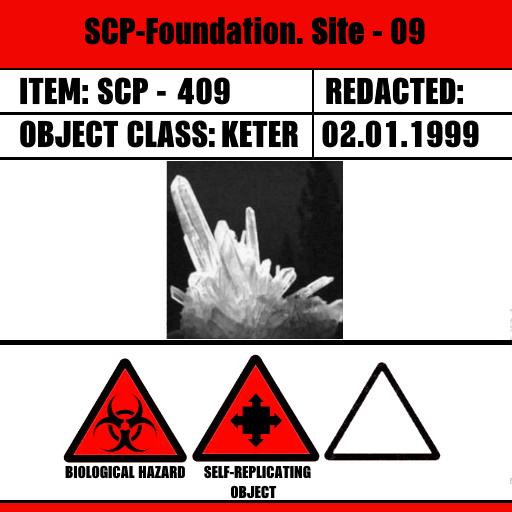 SCP-Foundation. Site - 09
ITEM: SCP - 409
REDACTED:
OBJECT CLASS: KETER
02.01.1999
BIOLOGICAL HAZARD
SELF-REPLICATING
OBJECT